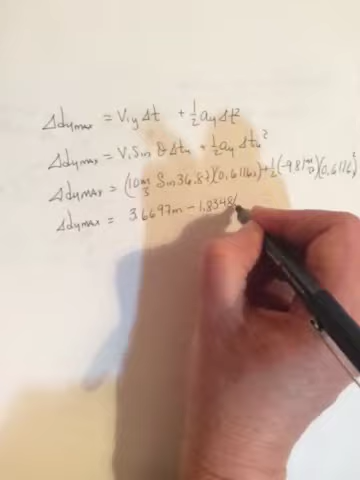 Δdymax = Viy Δt + ½ ay Δt²
Δdymax = Vi Sin θ Δtu + ½ ay Δtu²
Δdymax = (10 m/s Sin 36.87)(0.6116s) + ½(-9.81 m/s²)(0.6116)²
Δdymax = 3.6697m - 1.8348